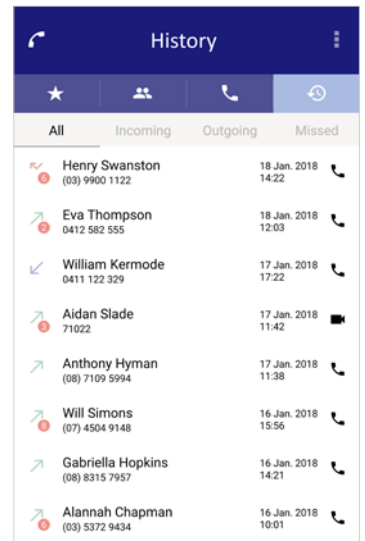 History
All Incoming Outgoing Missed
Henry Swanston 18 Jan. 2018
6 (03) 9900 1122 14:22
Eva Thompson 18 Jan. 2018
2 0412 582 555 12:03
William Kermode 17 Jan. 2018
0411 122 329 17:22
Aidan Slade 17 Jan. 2018
3 71022 11:42
Anthony Hyman 17 Jan. 2018
(08) 7109 5994 11:38
Will Simons 16 Jan. 2018
8 (07) 4504 9148 15:56
Gabriella Hopkins 16 Jan. 2018
(08) 8315 7957 14:21
Alannah Chapman 16 Jan. 2018
6 (03) 5372 9434 10:01